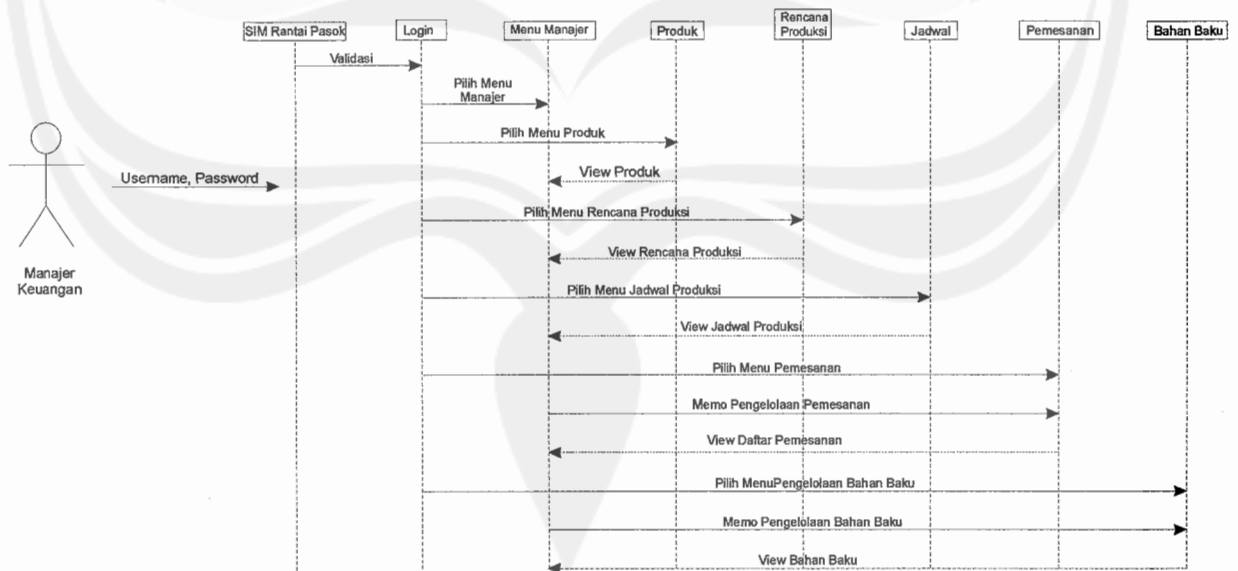 SIM Rantai Pasok
Login
Menu Manajer
Produk
Rencana
Produksi
Jadwal
Pemesanan
Bahan Baku
Validasi
Pilih Menu
Manajer
Pilih Menu Produk
View Produk
Username, Password
Pilih Menu Rencana Produksi
View Rencana Produksi
Manajer
Keuangan
Pilih Menu Jadwal Produksi
View Jadwal Produksi
Pilih Menu Pemesanan
Memo Pengelolaan Pemesanan
View Daftar Pemesanan
Pilih MenuPengelolaan Bahan Baku
Memo Pengelolaan Bahan Baku
View Bahan Baku